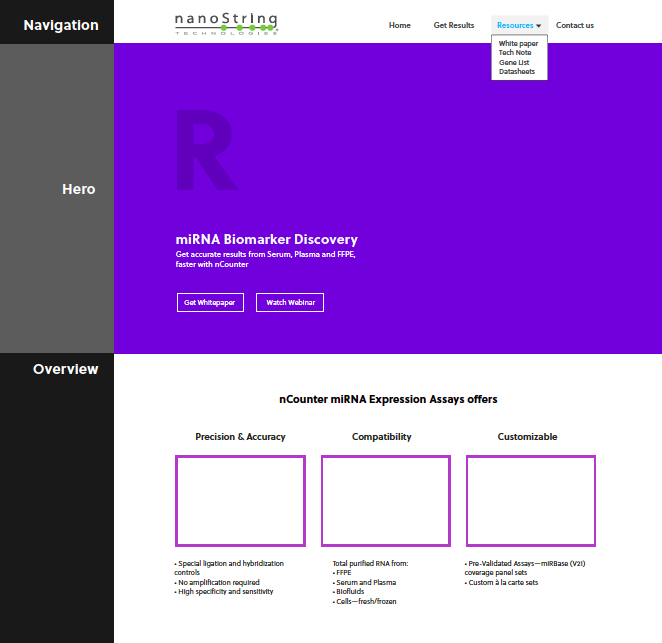 Navigation
nanoString
TECHNOLOGIES
Home Get Results Resources Contact us
White paper
Tech Note
Gene List
Datasheets
Hero
R
miRNA Biomarker Discovery
Get accurate results from Serum, Plasma and FFPE,
faster with nCounter
Get Whitepaper Watch Webinar
Overview
nCounter miRNA Expression Assays offers
Precision & Accuracy
Compatibility
Customizable
• Special ligation and hybridization
controls
• No amplification required
• High specificity and sensitivity
Total purified RNA from:
• FFPE
• Serum and Plasma
• Biofluids
• Cells—fresh/frozen
• Pre-Validated Assays—miRBase (V21)
coverage panel sets
• Custom à la carte sets